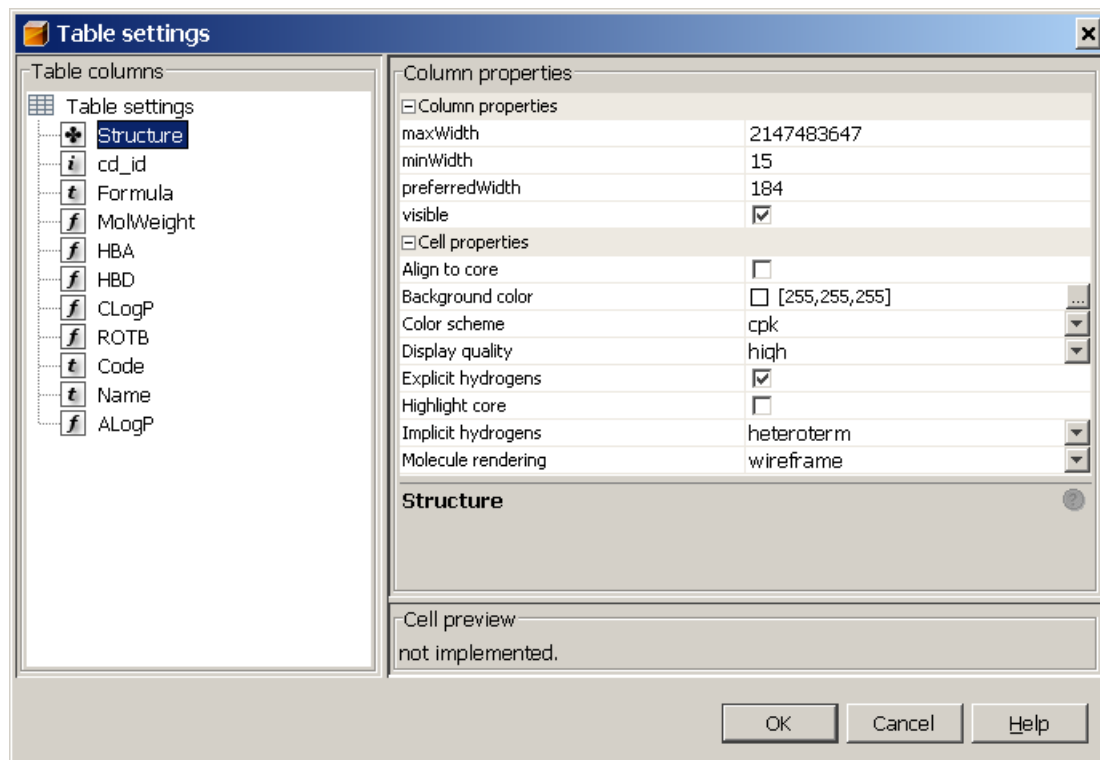 Table settings
Table columns
Table settings
Structure
i cd_id
t Formula
f MolWeight
f HBA
f HBD
f CLogP
f ROTB
t Code
t Name
f ALogP
Column properties
Column properties
maxWidth 2147483647
minWidth 15
preferredWidth 184
visible
Cell properties
Align to core
Background color [255,255,255] ...
Color scheme cpk
Display quality high
Explicit hydrogens
Highlight core
Implicit hydrogens heteroterm
Molecule rendering wireframe
Structure ?
Cell preview
not implemented.
OK Cancel Help